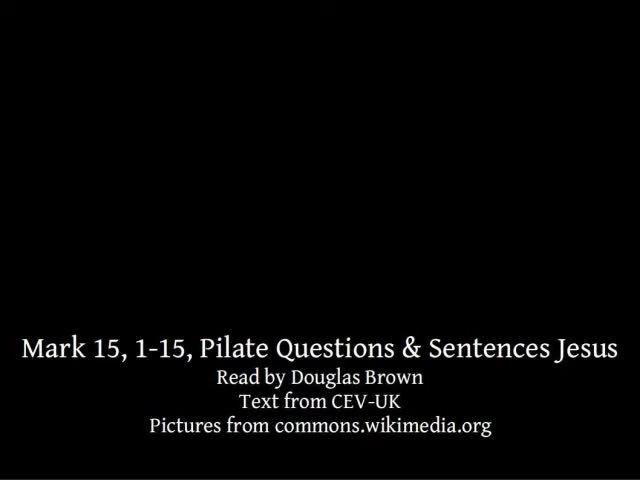 Mark 15, 1-15, Pilate Questions & Sentences Jesus
Read by Douglas Brown
Text from CEV-UK
Pictures from commons.wikimedia.org